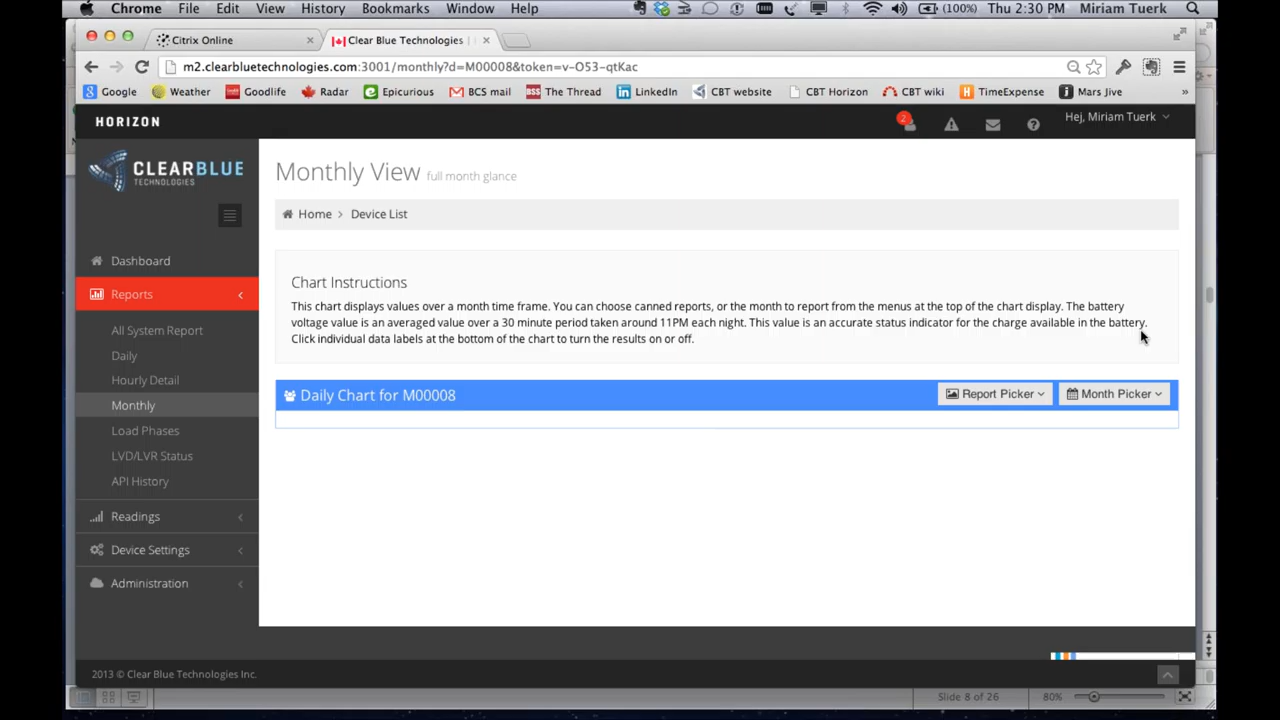 Chrome File Edit View History Bookmarks Window Help (100%) Thu 2:30 PM Miriam Tuerk
Citrix Online × Clear Blue Technologies | ×
m2.clearbluetechnologies.com:3001/monthly?d=M00008&token=v-O53-qtKac
Google Weather Goodlife Radar Epicurious BCS mail The Thread LinkedIn CBT website CBT Horizon CBT wiki TimeExpense Mars Jive »
HORIZON 2 Hej, Miriam Tuerk
CLEARBLUE
TECHNOLOGIES
Monthly View full month glance
Home > Device List
Dashboard
Reports
All System Report
Daily
Hourly Detail
Monthly
Load Phases
LVD/LVR Status
API History
Readings
Device Settings
Administration
Chart Instructions
This chart displays values over a month time frame. You can choose canned reports, or the month to report from the menus at the top of the chart display. The battery
voltage value is an averaged value over a 30 minute period taken around 11PM each night. This value is an accurate status indicator for the charge available in the battery.
Click individual data labels at the bottom of the chart to turn the results on or off.
Daily Chart for M00008 Report Picker Month Picker
2013 © Clear Blue Technologies Inc.
Slide 8 of 26 80%